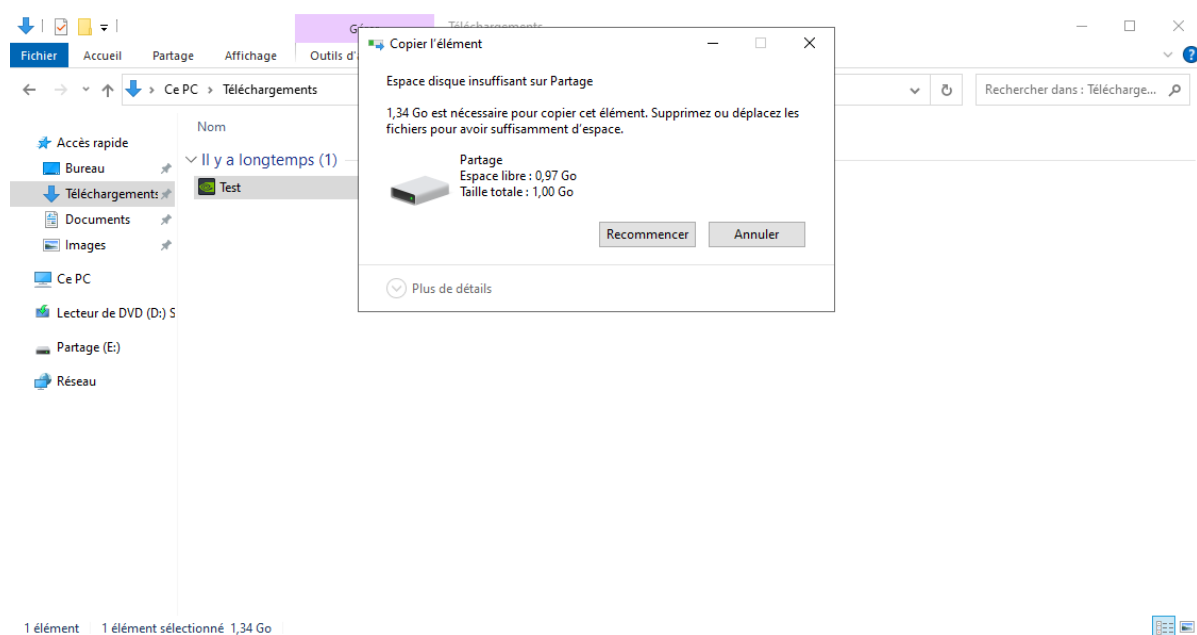 Téléchargements
Fichier Accueil Partage Affichage Outils d'
Ce PC Téléchargements
Rechercher dans : Télécharge...
Accès rapide
Bureau
Téléchargements
Documents
Images
Ce PC
Lecteur de DVD (D:) S
Partage (E:)
Réseau
Nom
Il y a longtemps (1)
Test
Copier l'élément
Espace disque insuffisant sur Partage
1,34 Go est nécessaire pour copier cet élément. Supprimez ou déplacez les
fichiers pour avoir suffisamment d'espace.
Partage
Espace libre : 0,97 Go
Taille totale : 1,00 Go
Recommencer Annuler
Plus de détails
1 élément 1 élément sélectionné 1,34 Go